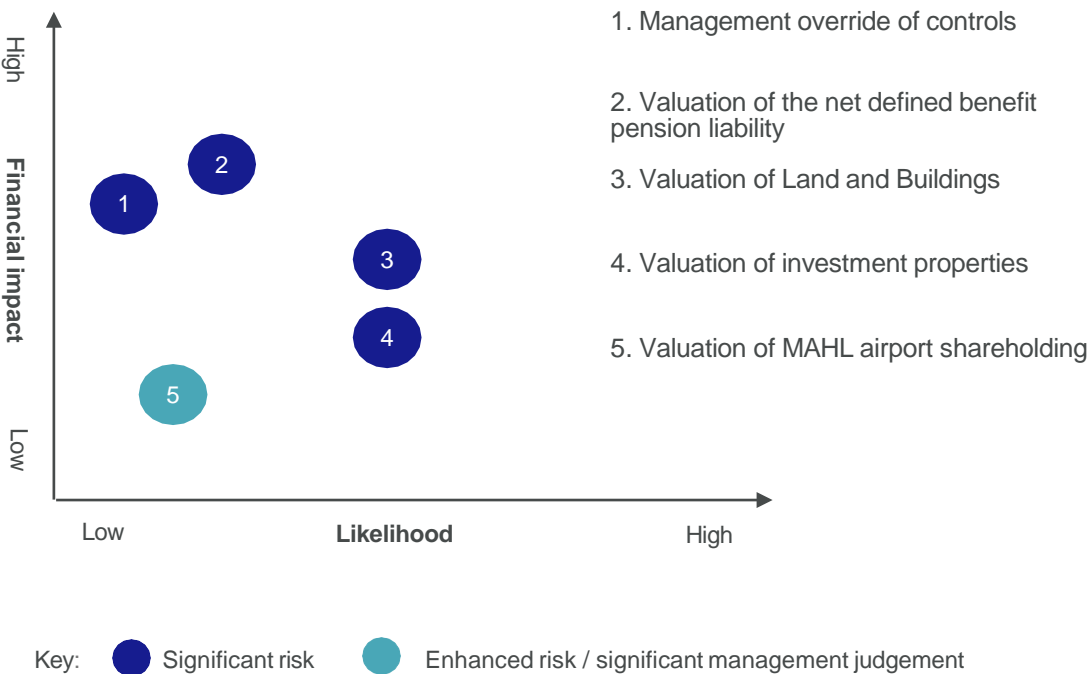 High
Financial impact
Low
1
2
3
4
5
Low
Likelihood
High
1. Management override of controls
2. Valuation of the net defined benefit
pension liability
3. Valuation of Land and Buildings
4. Valuation of investment properties
5. Valuation of MAHL airport shareholding
Key:
Significant risk
Enhanced risk / significant management judgement